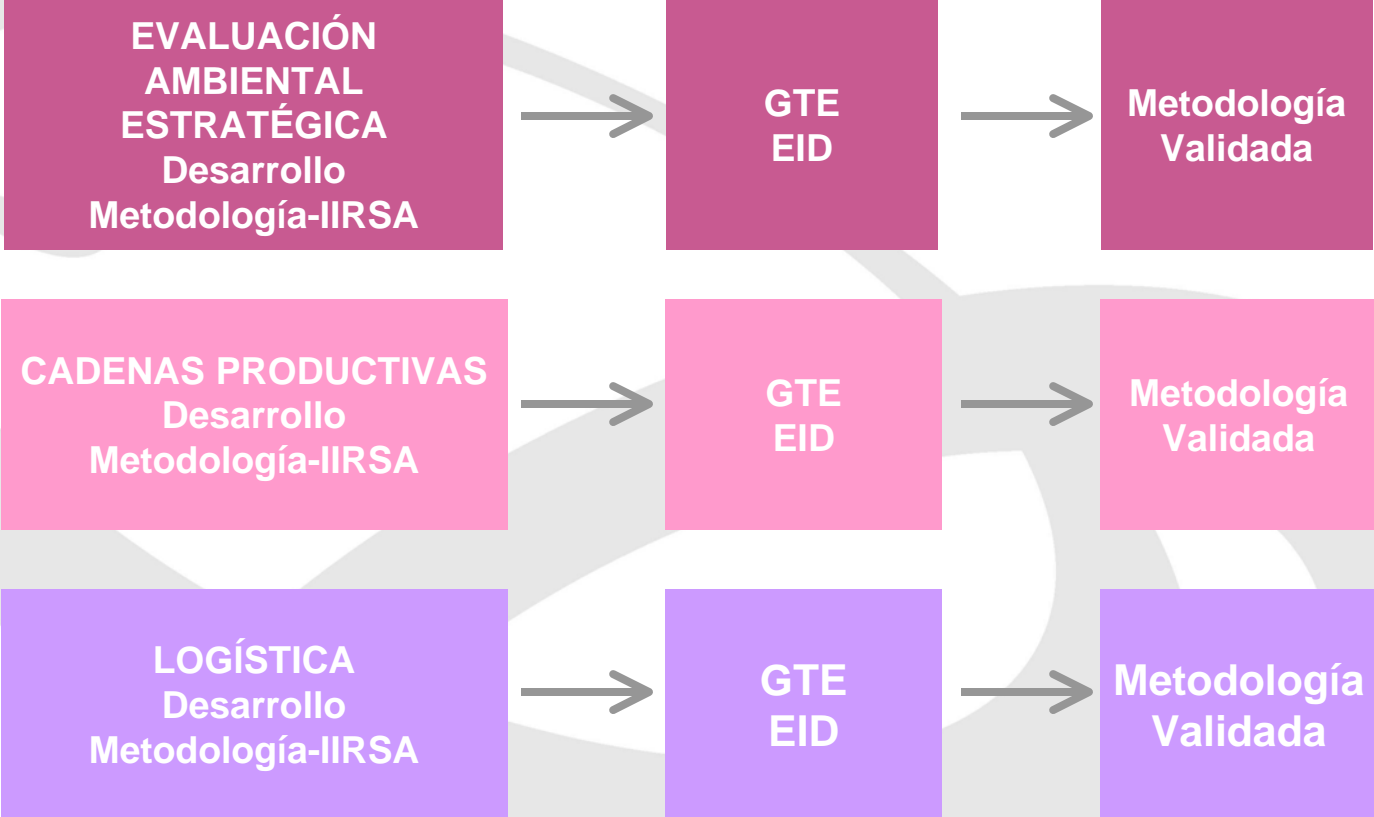 EVALUACIÓN
AMBIENTAL
ESTRATÉGICA
Desarrollo
Metodología-IIRSA
GTE
EID
Metodología
Validada
CADENAS PRODUCTIVAS
Desarrollo
Metodología-IIRSA
GTE
EID
Metodología
Validada
LOGÍSTICA
Desarrollo
Metodología-IIRSA
GTE
EID
Metodología
Validada